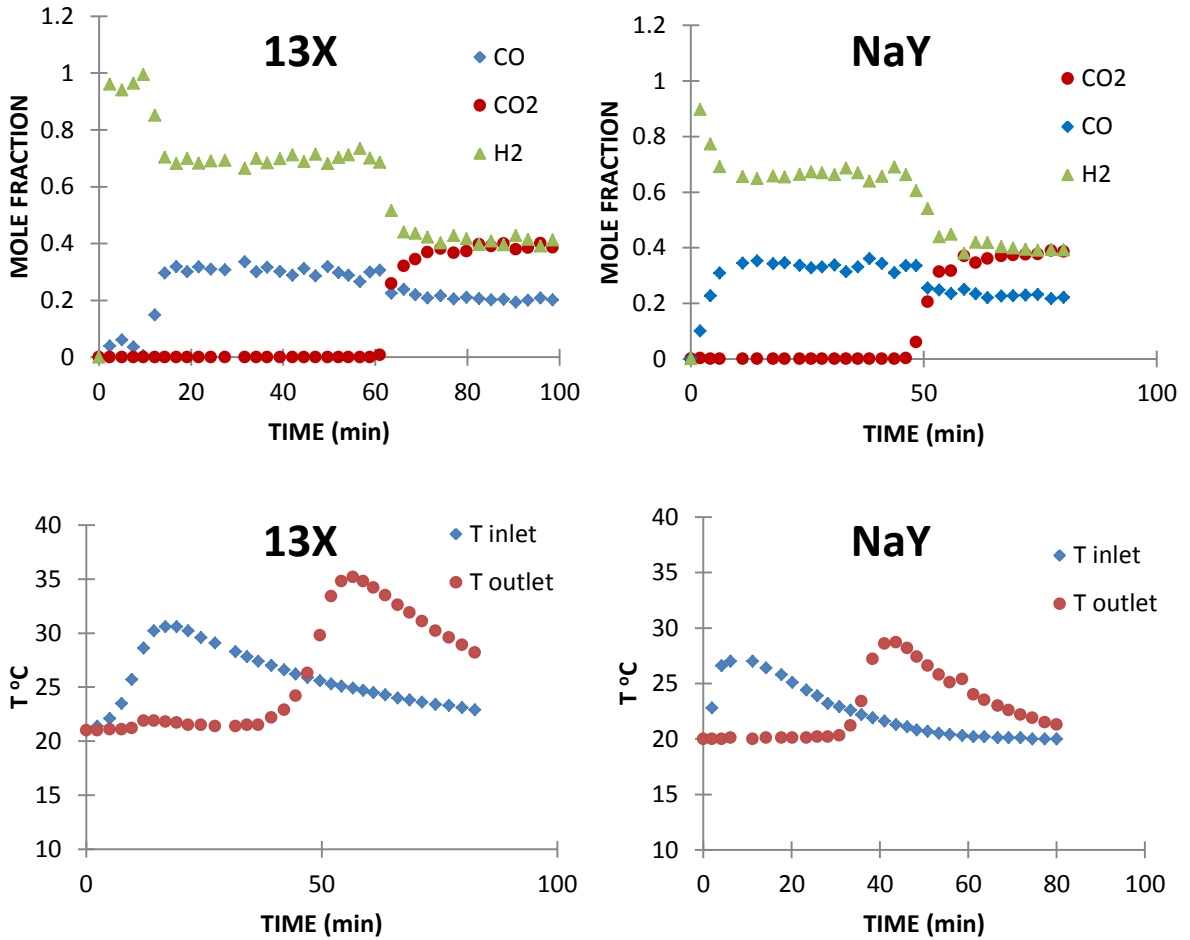 13X
MOLE FRACTION
1.2
1
0.8
0.6
0.4
0.2
0
0 20 40 60 80 100
TIME (min)
CO
CO2
H2
NaY
MOLE FRACTION
1.2
1
0.8
0.6
0.4
0.2
0
0 50 100
TIME (min)
CO2
CO
H2
13X
T ºC
40
35
30
25
20
15
10
0 50 100
TIME (min)
T inlet
T outlet
NaY
T ºC
40
35
30
25
20
15
10
0 20 40 60 80 100
TIME (min)
T inlet
T outlet